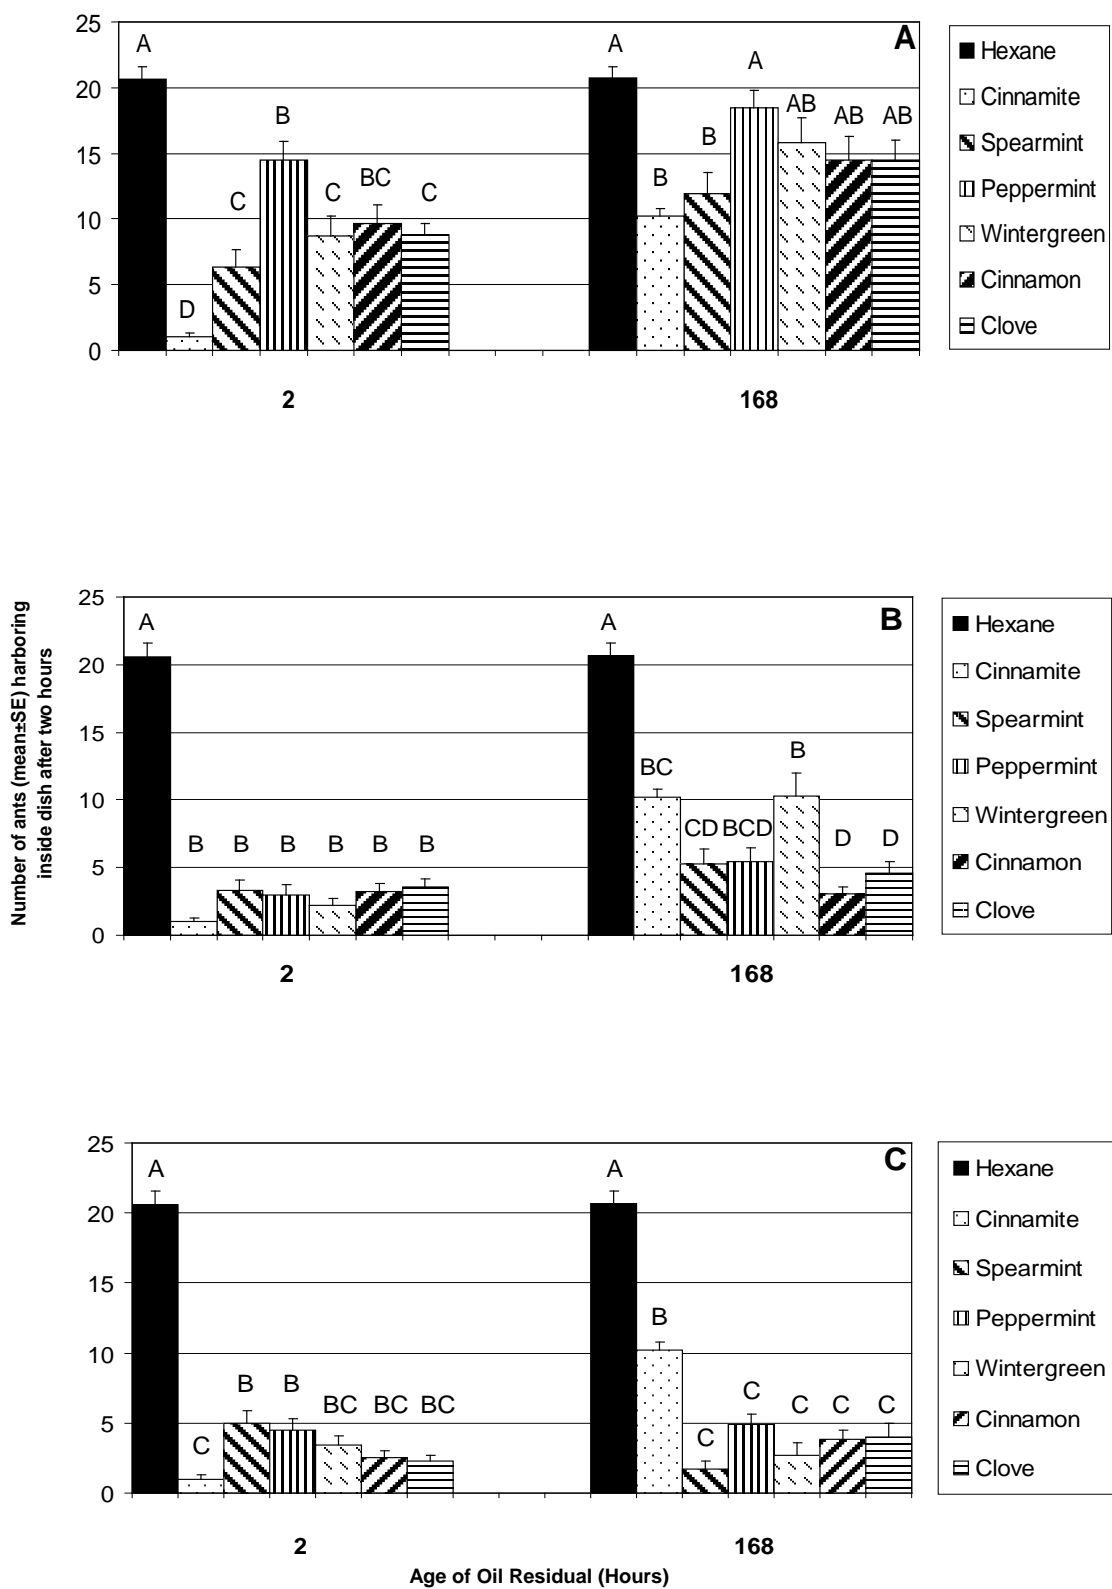 25
20
15
10
5
0
A
D
C
B
C
BC
C
A
B
B
A
AB
AB
AB
A
2
168
Hexane
Cinnamite
Spearmint
Peppermint
Wintergreen
Cinnamon
Clove
Number of ants (mean±SE) harboring
inside dish after two hours
25
20
15
10
5
0
A
B
B
B
B
B
B
A
BC
CD
BCD
B
D
D
B
2
168
Hexane
Cinnamite
Spearmint
Peppermint
Wintergreen
Cinnamon
Clove
25
20
15
10
5
0
A
C
B
B
BC
BC
BC
A
B
C
C
C
C
C
C
2
168
Hexane
Cinnamite
Spearmint
Peppermint
Wintergreen
Cinnamon
Clove
Age of Oil Residual (Hours)